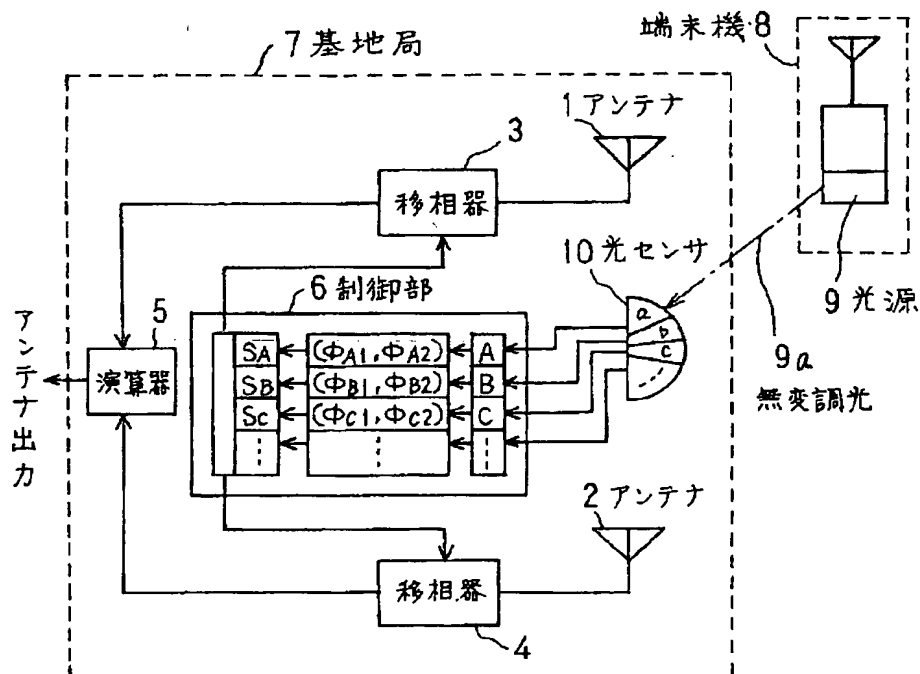 7 基地局
端末機 8
1 アンテナ
3
移相器
10 光センサ
a
b
c
9 光源
9a
無変調光
6 制御部
SA (ΦA1, ΦA2) A
SB (ΦB1, ΦB2) B
SC (ΦC1, ΦC2) C
5
演算器
アンテナ出力
2 アンテナ
移相器
4